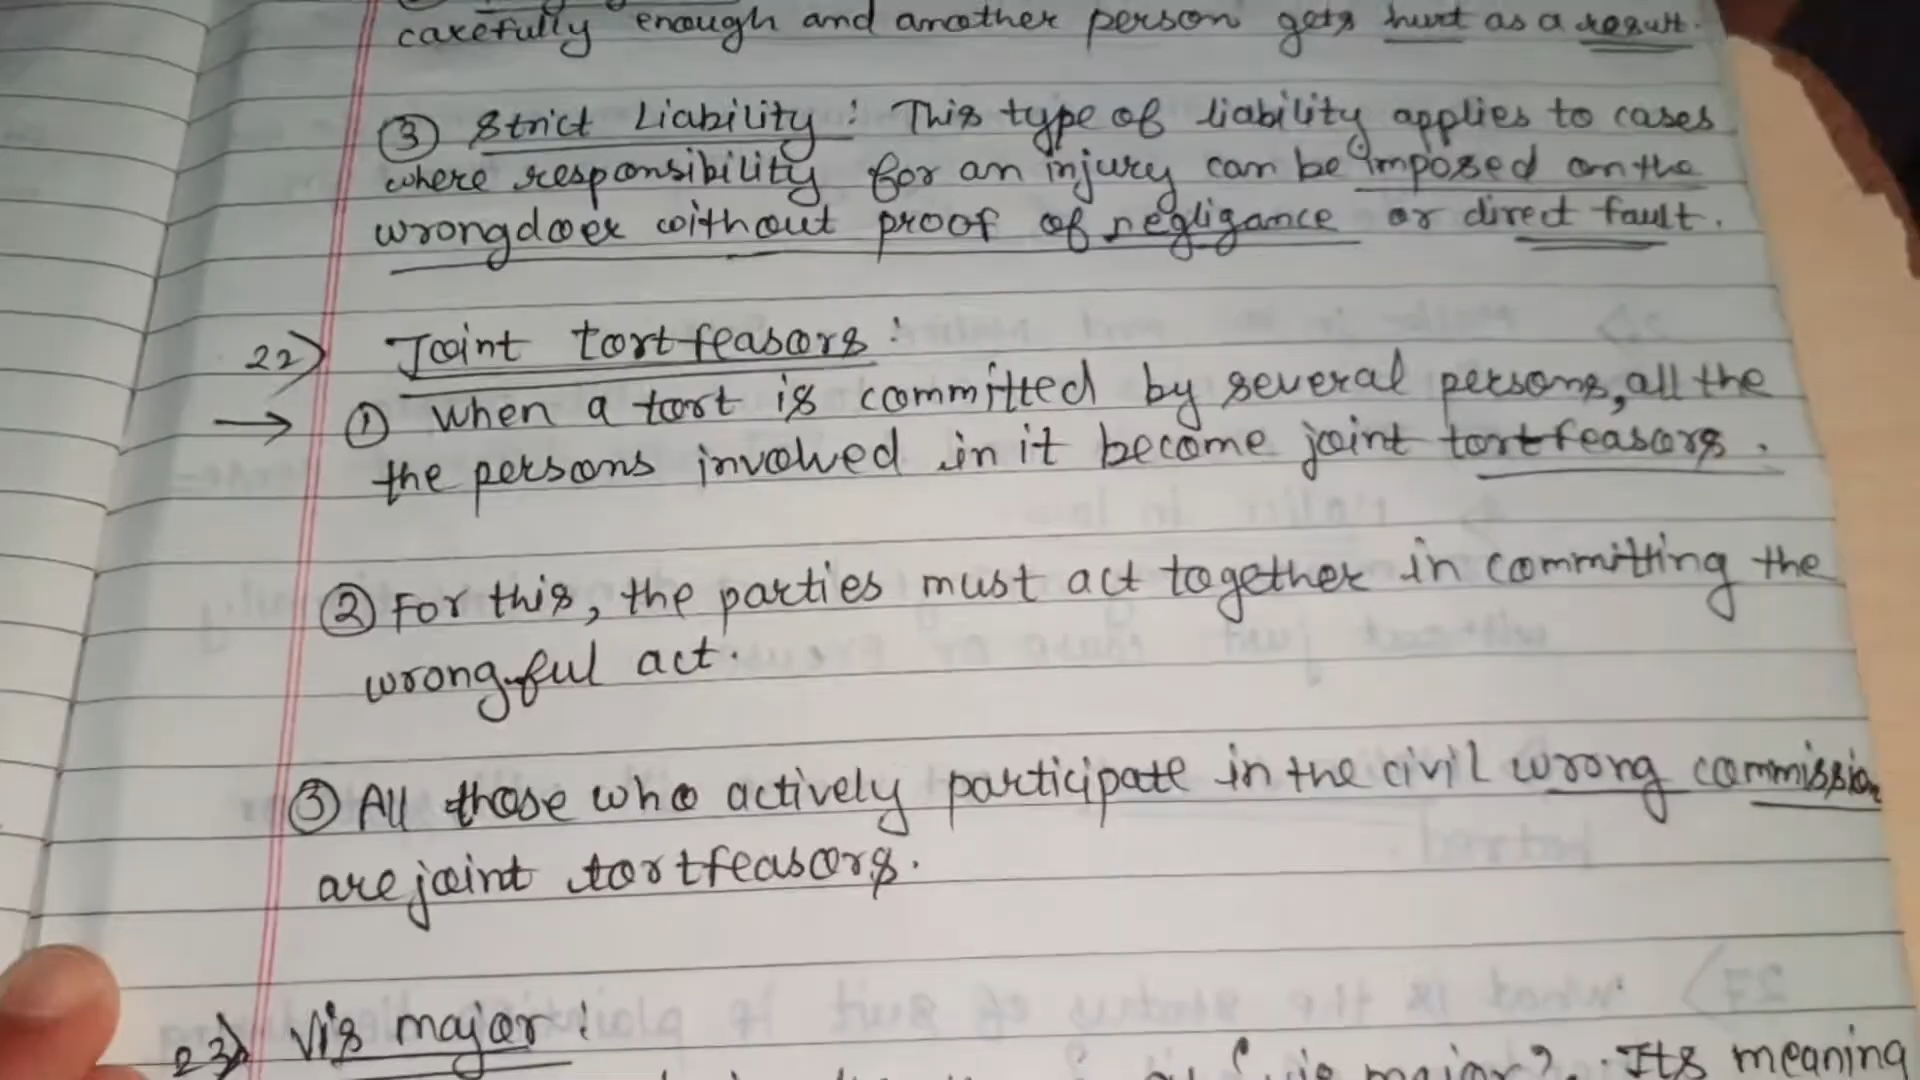 carefully enough and another person gets hurt as a result.
③ Strict Liability: This type of liability applies to cases
where responsibility for an injury can be imposed on the
wrongdoer without proof of negligance or direct fault.
22) Joint tortfeasors:
→ ① When a tort is committed by several persons, all the
the persons involved in it become joint tortfeasors.
② For this, the parties must act together in committing the
wrongful act.
③ All those who actively participate in the civil wrong commission
are joint tortfeasors.
23) Vis major:
major". Its meaning